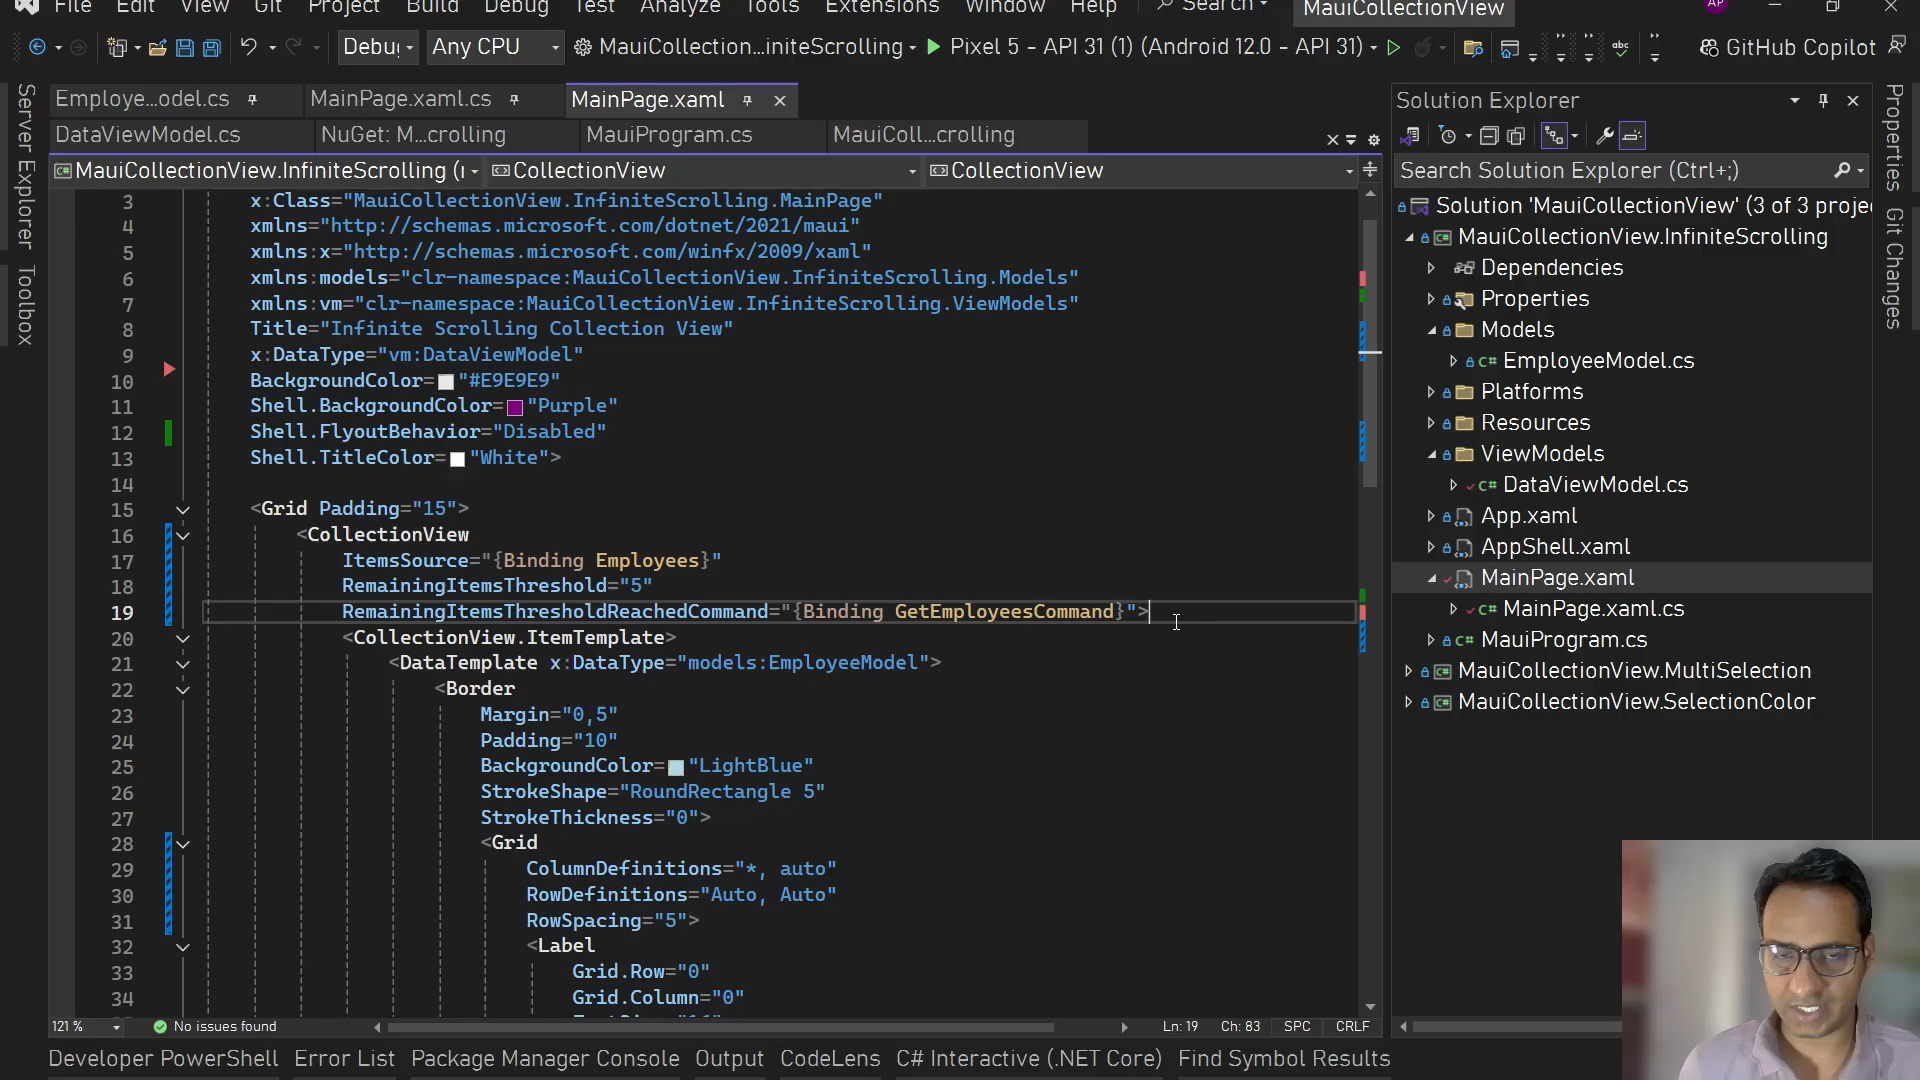 File Edit View Git Project Build Debug Test Analyze Tools Extensions Window Help Search MauiCollectionView AP
Any CPU MauiCollection...initeScrolling Pixel 5 - API 31 (1) (Android 12.0 - API 31) abc GitHub Copilot
Employe...odel.cs MainPage.xaml.cs MainPage.xaml
DataViewModel.cs NuGet: M...crolling MauiProgram.cs MauiColl...crolling
MauiCollectionView.InfiniteScrolling CollectionView CollectionView
Server Explorer
Toolbox
3 x:Class="MauiCollectionView.InfiniteScrolling.MainPage"
4 xmlns="http://schemas.microsoft.com/dotnet/2021/maui"
5 xmlns:x="http://schemas.microsoft.com/winfx/2009/xaml"
6 xmlns:models="clr-namespace:MauiCollectionView.InfiniteScrolling.Models"
7 xmlns:vm="clr-namespace:MauiCollectionView.InfiniteScrolling.ViewModels"
8 Title="Infinite Scrolling Collection View"
9 x:DataType="vm:DataViewModel"
10 BackgroundColor="#E9E9E9"
11 Shell.BackgroundColor="Purple"
12 Shell.FlyoutBehavior="Disabled"
13 Shell.TitleColor="White">
14
15 <Grid Padding="15">
16 <CollectionView
17 ItemsSource="{Binding Employees}"
18 RemainingItemsThreshold="5"
19 RemainingItemsThresholdReachedCommand="{Binding GetEmployeesCommand}">
20 <CollectionView.ItemTemplate>
21 <DataTemplate x:DataType="models:EmployeeModel">
22 <Border
23 Margin="0,5"
24 Padding="10"
25 BackgroundColor="LightBlue"
26 StrokeShape="RoundRectangle 5"
27 StrokeThickness="0">
28 <Grid
29 ColumnDefinitions="*, auto"
30 RowDefinitions="Auto, Auto"
31 RowSpacing="5">
32 <Label
33 Grid.Row="0"
34 Grid.Column="0"
121 % No issues found Ln: 19 Ch: 83 SPC CRLF
Developer PowerShell Error List Package Manager Console Output CodeLens C# Interactive (.NET Core) Find Symbol Results
Solution Explorer
Search Solution Explorer (Ctrl+;)
Solution 'MauiCollectionView' (3 of 3 proje
MauiCollectionView.InfiniteScrolling
Dependencies
Properties
Models
C# EmployeeModel.cs
Platforms
Resources
ViewModels
C# DataViewModel.cs
App.xaml
AppShell.xaml
MainPage.xaml
C# MainPage.xaml.cs
C# MauiProgram.cs
MauiCollectionView.MultiSelection
MauiCollectionView.SelectionColor
Properties
Git Changes